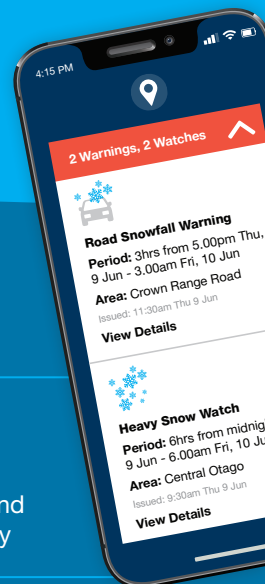 4:15 PM
2 Warnings, 2 Watches
Road Snowfall Warning
Period: 3hrs from 5.00pm Thu,
9 Jun - 3.00am Fri, 10 Jun
Area: Crown Range Road
Issued: 11:30am Thu 9 Jun
View Details
Heavy Snow Watch
Period: 6hrs from
9 Jun - 6.00am Fri, 10
Area: Central Otago
Issued: 9:30am Thu 9 Jun
View Details